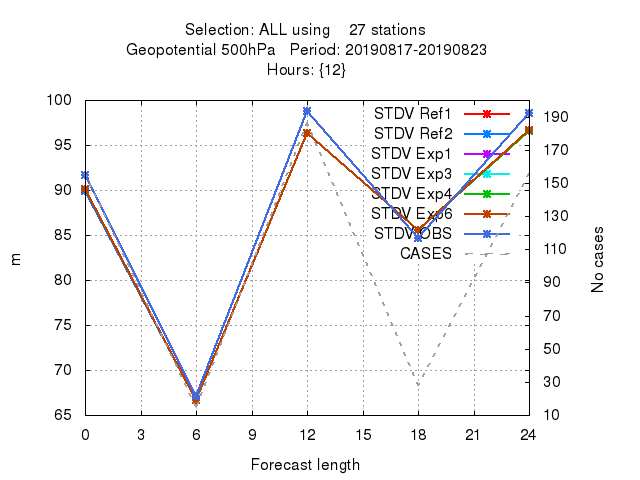 Selection: ALL using    27 stations
Geopotential 500hPa   Period: 20190817-20190823
Hours: {12}
100
95
90
85
80
75
70
65
m
STDV Ref1
STDV Ref2
STDV Exp1
STDV Exp3
STDV Exp4
STDV Exp6
STDV OBS
CASES
190
170
150
130
110
90
70
50
30
10
No cases
0 3 6 9 12 15 18 21 24
Forecast length